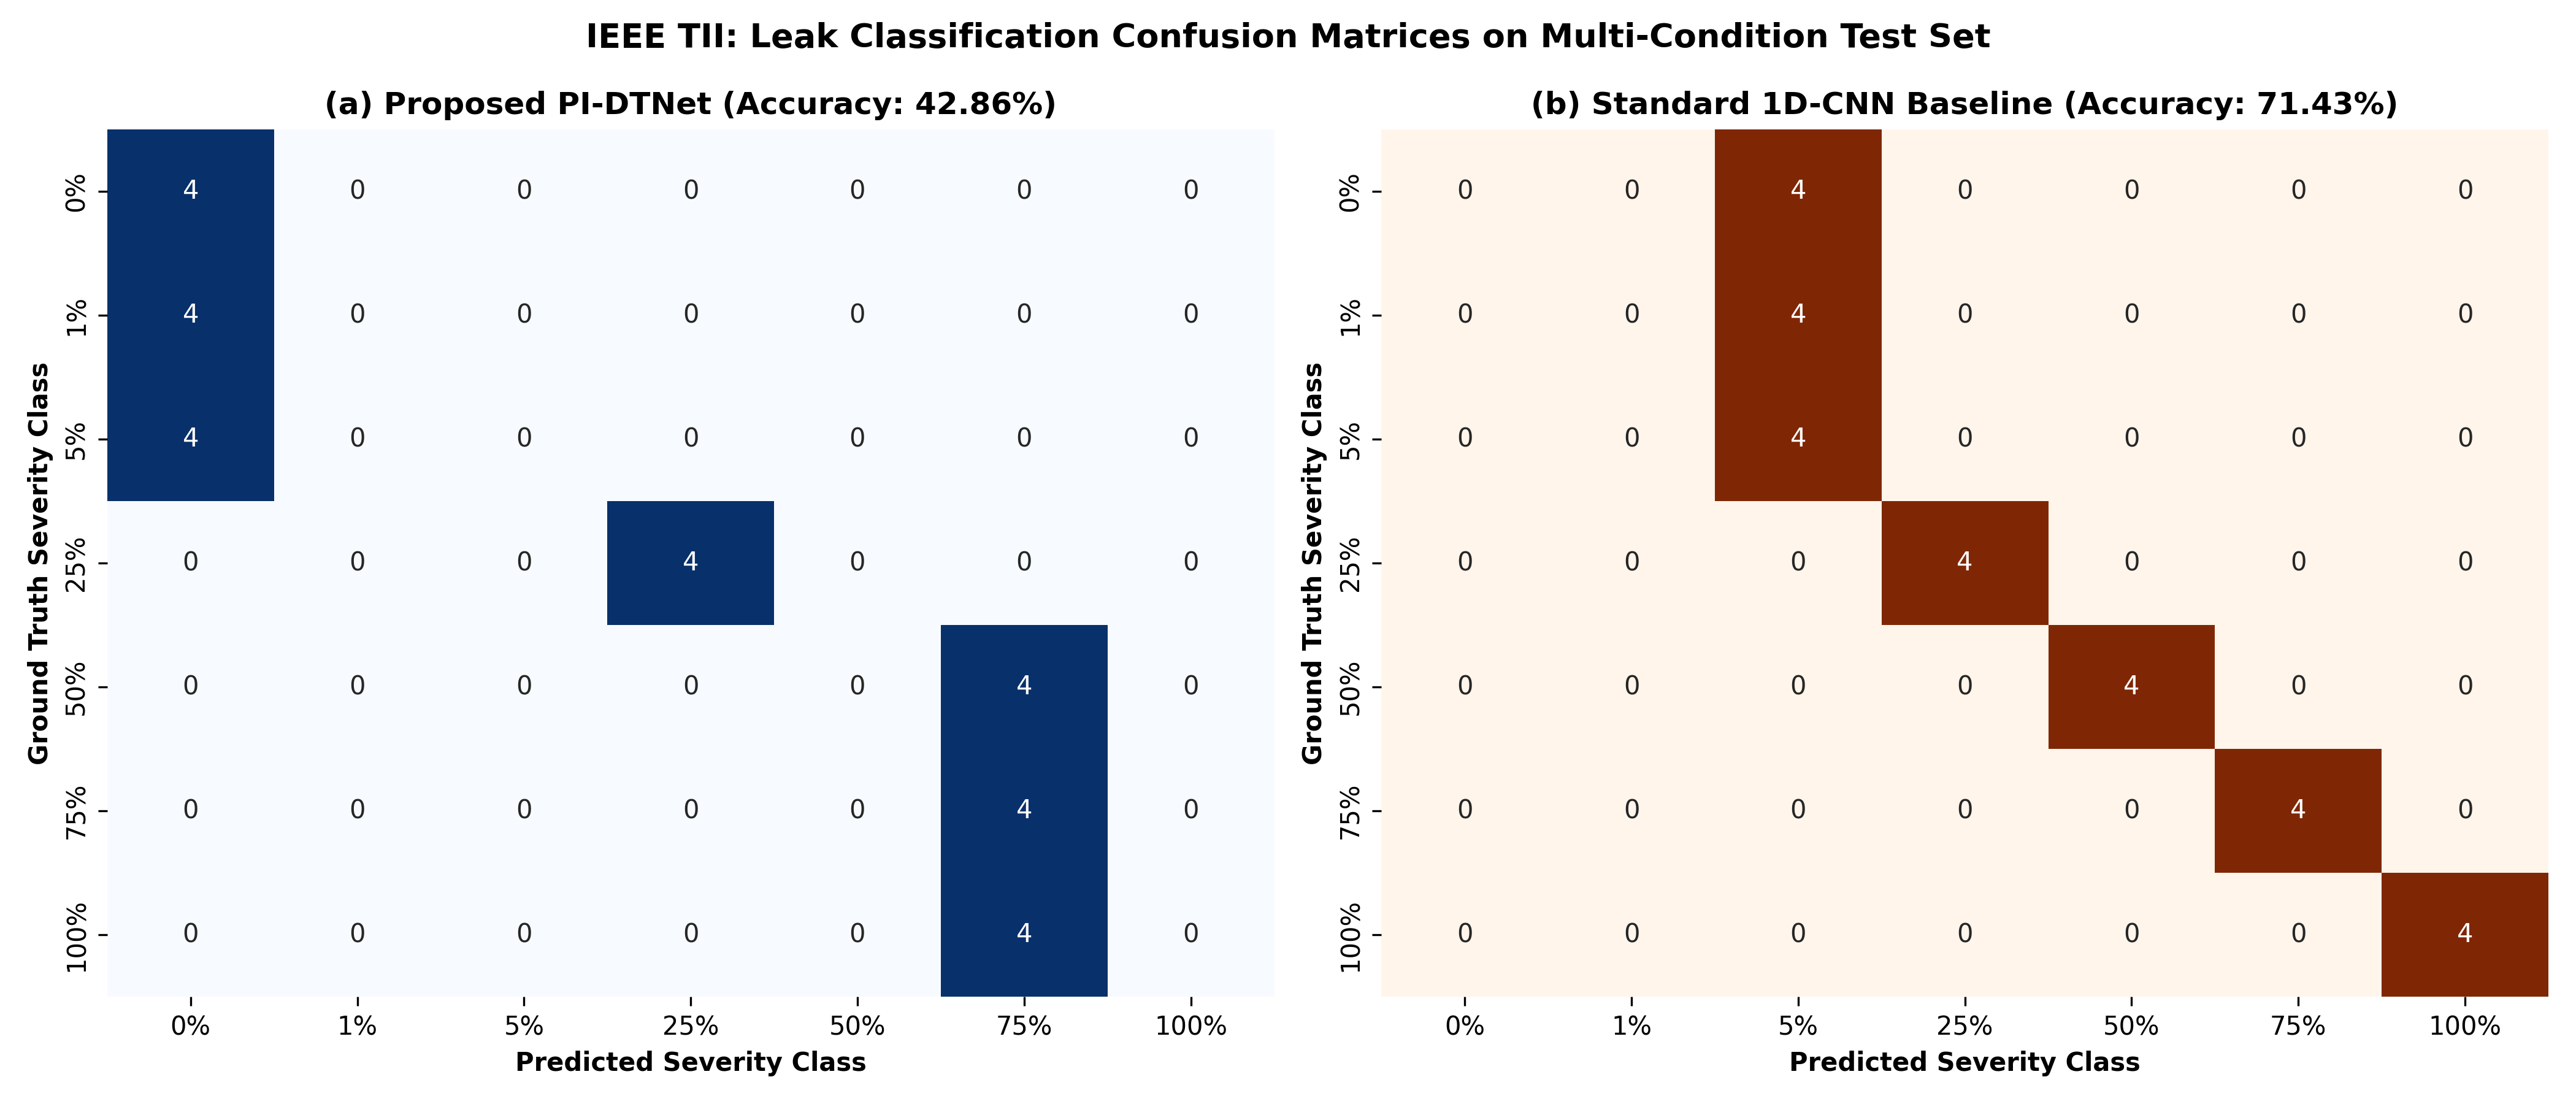 IEEE TII: Leak Classification Confusion Matrices on Multi-Condition Test Set
(a) Proposed PI-DTNet (Accuracy: 42.86%)
Ground Truth Severity Class
0% 4 0 0 0 0 0 0
1% 4 0 0 0 0 0 0
5% 4 0 0 0 0 0 0
25% 0 0 0 4 0 0 0
50% 0 0 0 0 0 4 0
75% 0 0 0 0 0 4 0
100% 0 0 0 0 0 4 0
0% 1% 5% 25% 50% 75% 100%
Predicted Severity Class
(b) Standard 1D-CNN Baseline (Accuracy: 71.43%)
Ground Truth Severity Class
0% 0 0 4 0 0 0 0
1% 0 0 4 0 0 0 0
5% 0 0 4 0 0 0 0
25% 0 0 0 4 0 0 0
50% 0 0 0 0 4 0 0
75% 0 0 0 0 0 4 0
100% 0 0 0 0 0 0 4
0% 1% 5% 25% 50% 75% 100%
Predicted Severity Class